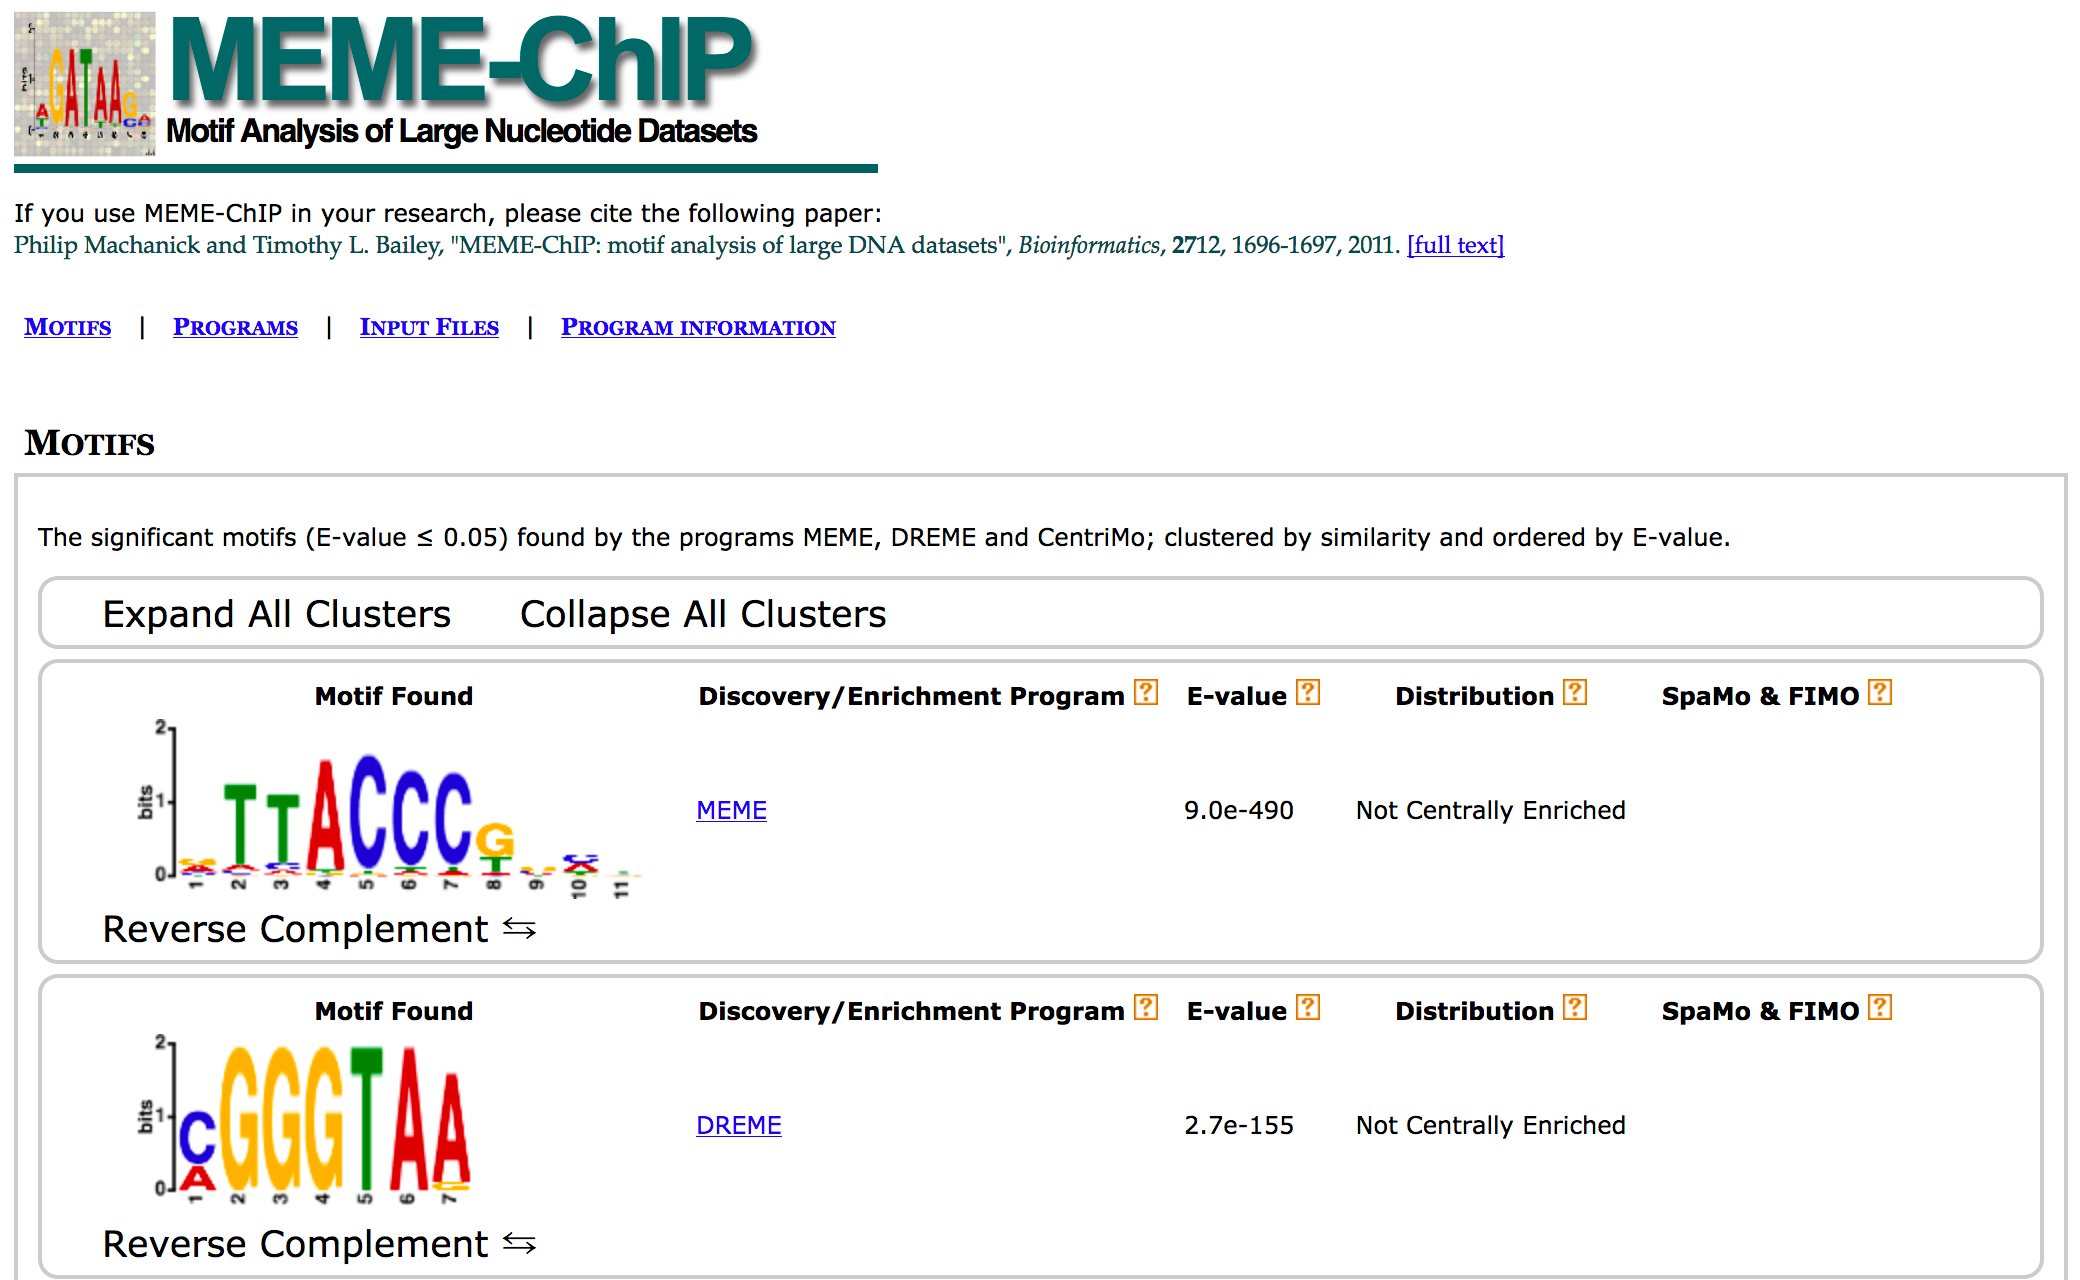 MEME-ChIP
Motif Analysis of Large Nucleotide Datasets
If you use MEME-ChIP in your research, please cite the following paper:
Philip Machanick and Timothy L. Bailey, "MEME-ChIP: motif analysis of large DNA datasets", Bioinformatics, 2712, 1696-1697, 2011. [full text]
MOTIFS | PROGRAMS | INPUT FILES | PROGRAM INFORMATION
MOTIFS
The significant motifs (E-value ≤ 0.05) found by the programs MEME, DREME and CentriMo; clustered by similarity and ordered by E-value.
Expand All Clusters Collapse All Clusters
Motif Found Discovery/Enrichment Program ? E-value ? Distribution ? SpaMo & FIMO ?
2
bits
1
0
TTACCCG
T
1 2 3 4 5 6 7 8 9 10 11
MEME 9.0e-490 Not Centrally Enriched
Reverse Complement ⇆
Motif Found Discovery/Enrichment Program ? E-value ? Distribution ? SpaMo & FIMO ?
2
bits
1
0
CGGGTAA
A
1 2 3 4 5 6 7
DREME 2.7e-155 Not Centrally Enriched
Reverse Complement ⇆